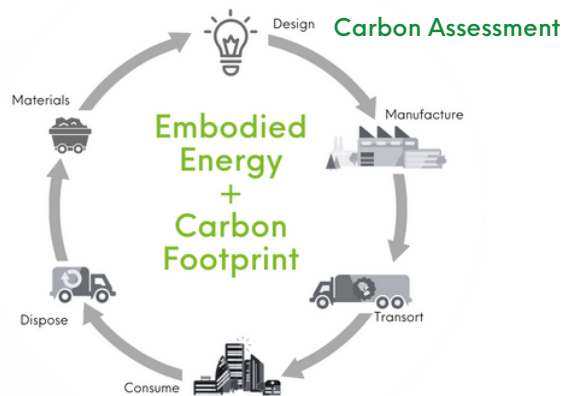 Carbon Assessment
Design
Materials
Manufacture
Embodied
Energy
+
Carbon
Footprint
Dispose
Transort
Consume